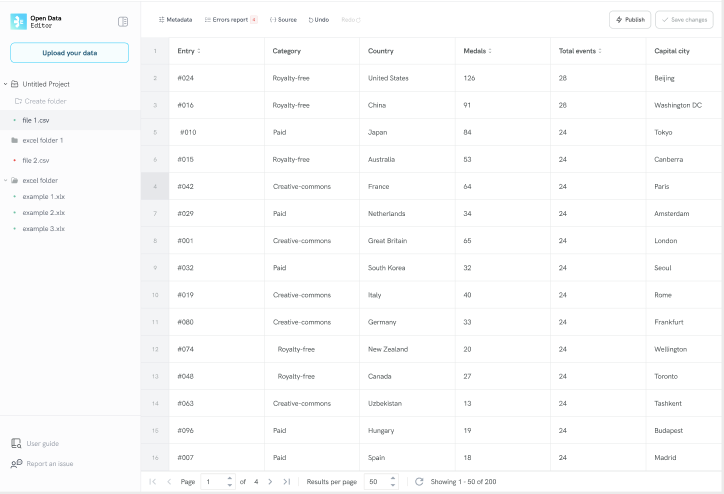 Open Data
Editor
Metadata Errors report 4 Source Undo Redo Publish Save changes
Upload your data
Untitled Project
Create folder
file 1.csv
excel folder 1
file 2.csv
excel folder
example 1.xlx
example 2.xlx
example 3.xlx
User guide
Report an issue
1 Entry Category Country Medals Total events Capital city
2 #024 Royalty-free United States 126 28 Beijing
3 #016 Royalty-free China 91 28 Washington DC
5 #010 Paid Japan 84 24 Tokyo
6 #015 Royalty-free Australia 53 24 Canberra
4 #042 Creative-commons France 64 24 Paris
7 #029 Paid Netherlands 34 24 Amsterdam
8 #001 Creative-commons Great Britain 65 24 London
9 #032 Paid South Korea 32 24 Seoul
10 #019 Creative-commons Italy 40 24 Rome
11 #080 Creative-commons Germany 33 24 Frankfurt
12 #074 Royalty-free New Zealand 20 24 Wellington
13 #048 Royalty-free Canada 27 24 Toronto
14 #063 Creative-commons Uzbekistan 13 24 Tashkent
15 #096 Paid Hungary 19 24 Budapest
16 #007 Paid Spain 18 24 Madrid
Page 1 of 4 Results per page 50 Showing 1 - 50 of 200